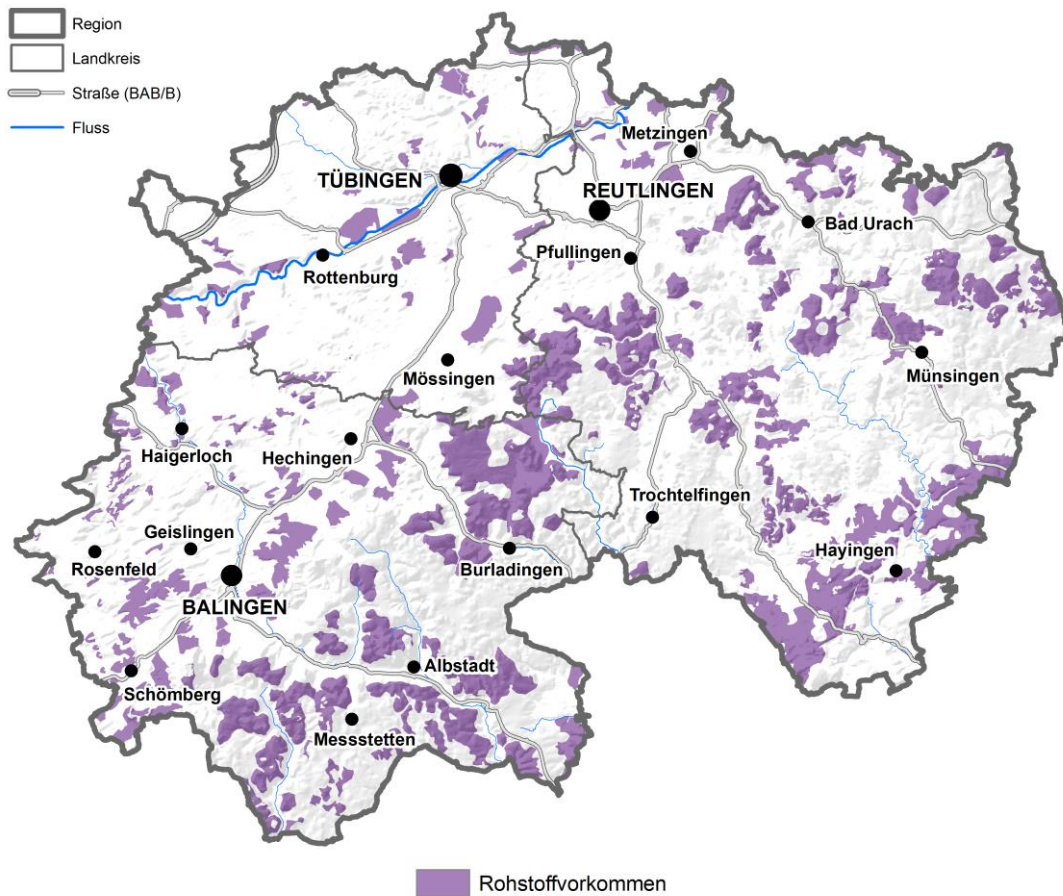 Region
Landkreis
Straße (BAB/B)
Fluss
Metzingen
TÜBINGEN
REUTLINGEN
Bad Urach
Pfullingen
Rottenburg
Mössingen
Münsingen
Haigerloch
Hechingen
Trochtelfingen
Geislingen
Rosenfeld
Burladingen
Hayingen
BALINGEN
Albstadt
Schömberg
Messstetten
Rohstoffvorkommen